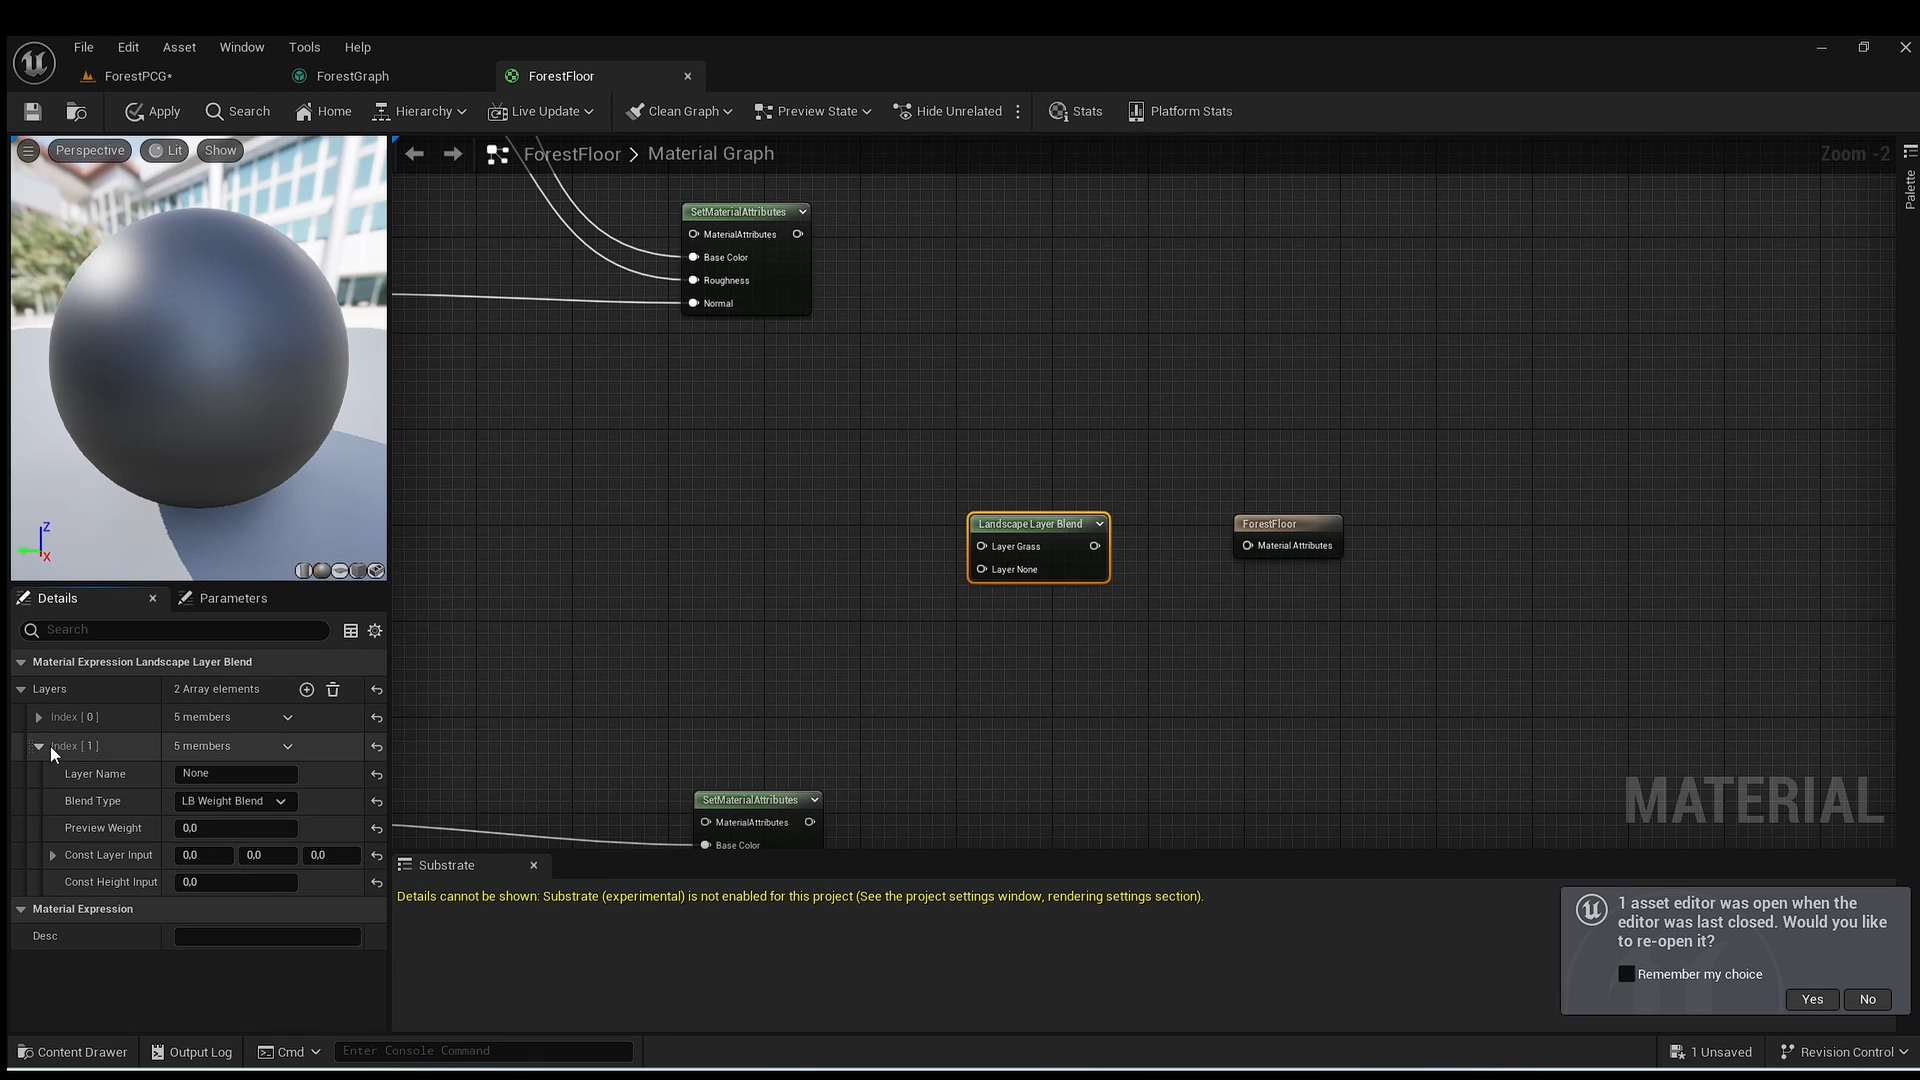 File Edit Asset Window Tools Help
ForestPCG* ForestGraph ForestFloor
Apply Search Home Hierarchy Live Update Clean Graph Preview State Hide Unrelated Stats Platform Stats
Perspective Lit Show
ForestFloor > Material Graph
Zoom -2
Palette
SetMaterialAttributes
MaterialAttributes
Base Color
Roughness
Normal
Landscape Layer Blend
Layer Grass
Layer None
ForestFloor
Material Attributes
Z
X
Details Parameters
Search
Material Expression Landscape Layer Blend
Layers 2 Array elements
Index [ 0 ] 5 members
Index [ 1 ] 5 members
Layer Name None
Blend Type LB Weight Blend
Preview Weight 0,0
Const Layer Input 0,0 0,0 0,0
Const Height Input 0,0
Material Expression
Desc
SetMaterialAttributes
MaterialAttributes
Base Color
MATERIAL
Substrate
Details cannot be shown: Substrate (experimental) is not enabled for this project (See the project settings window, rendering settings section).
1 asset editor was open when the
editor was last closed. Would you like
to re-open it?
Remember my choice
Yes No
Content Drawer Output Log Cmd Enter Console Command 1 Unsaved Revision Control